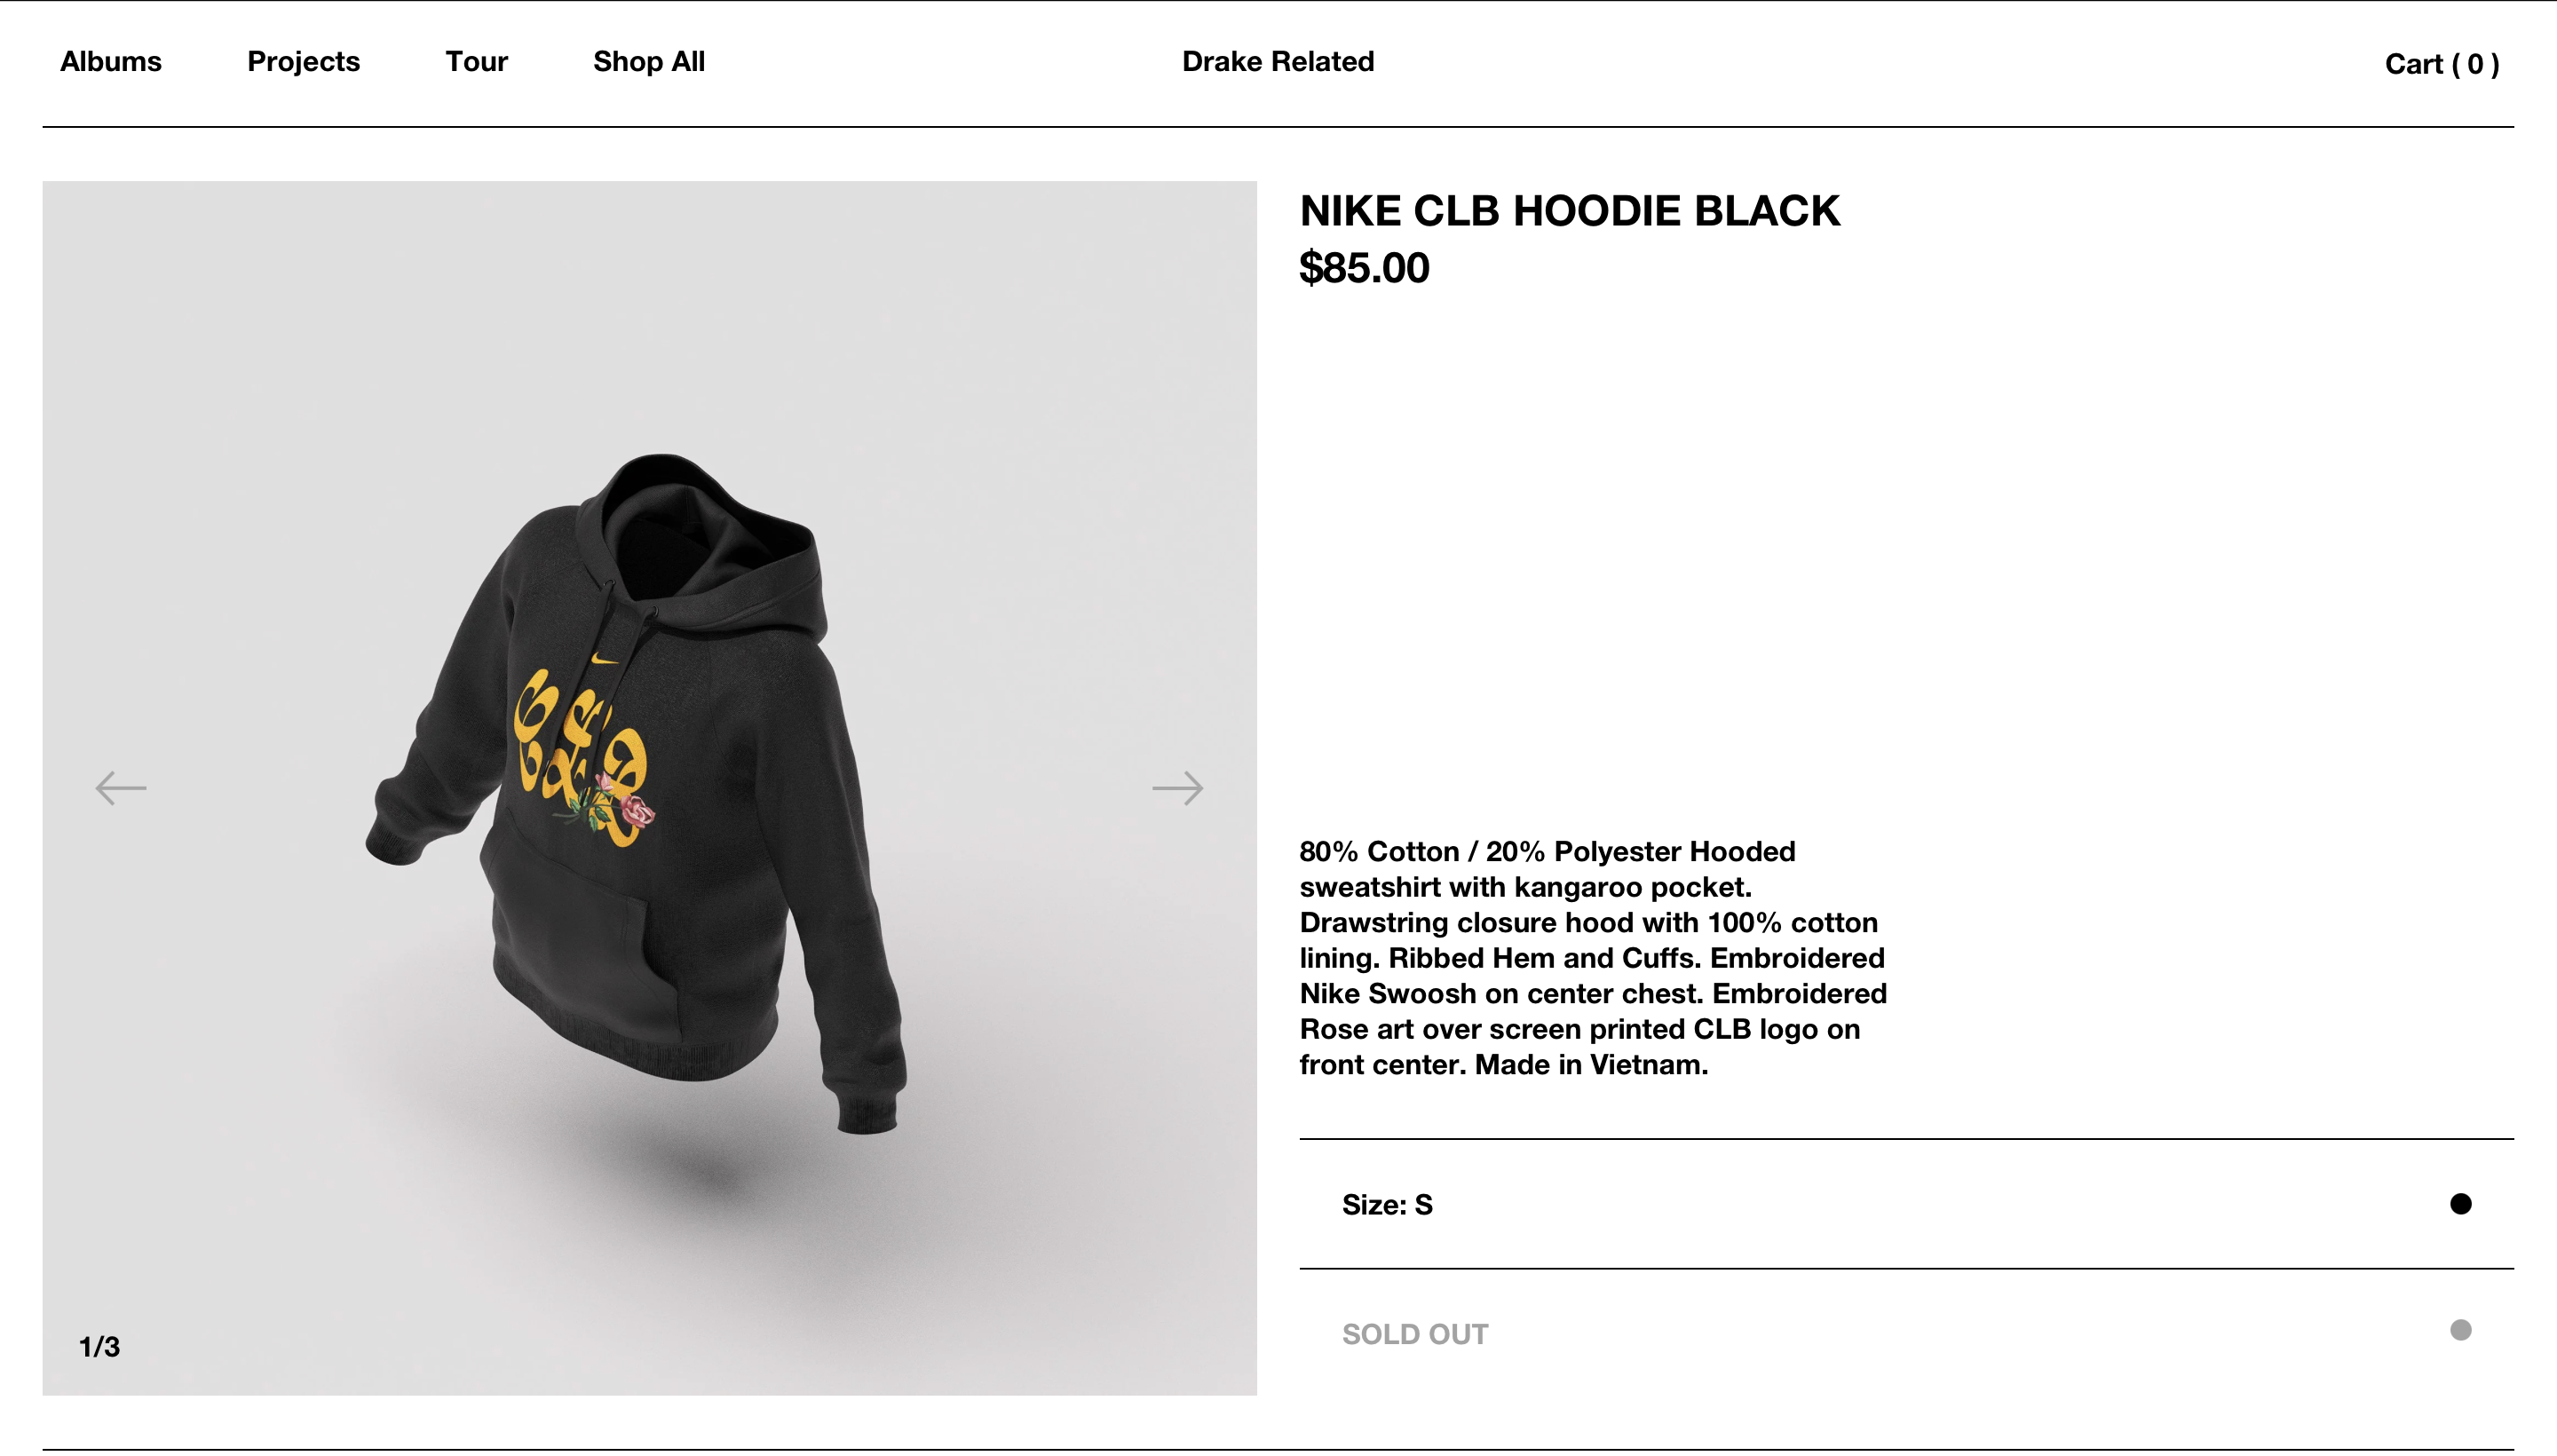 Albums Projects Tour Shop All Drake Related Cart ( 0 )
NIKE CLB HOODIE BLACK
$85.00
80% Cotton / 20% Polyester Hooded
sweatshirt with kangaroo pocket.
Drawstring closure hood with 100% cotton
lining. Ribbed Hem and Cuffs. Embroidered
Nike Swoosh on center chest. Embroidered
Rose art over screen printed CLB logo on
front center. Made in Vietnam.
Size: S
SOLD OUT
1/3